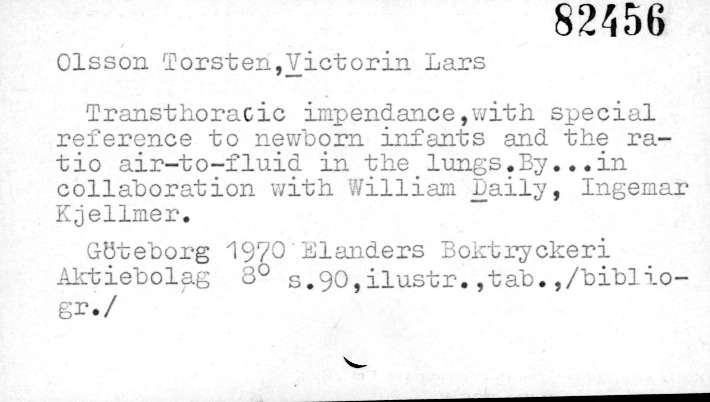 82456
Olsson Torsten,Victorin Lars
Transthoracic impendance,with special
reference to newborn infants and the ra-
tio air-to-fluid in the lungs.By...in
collaboration with William Daily, Ingemar
Kjellmer.
Göteborg 1970 Elanders Boktryckeri
Aktiebolag 8° s.90,ilustr.,tab.,/biblio-
gr./